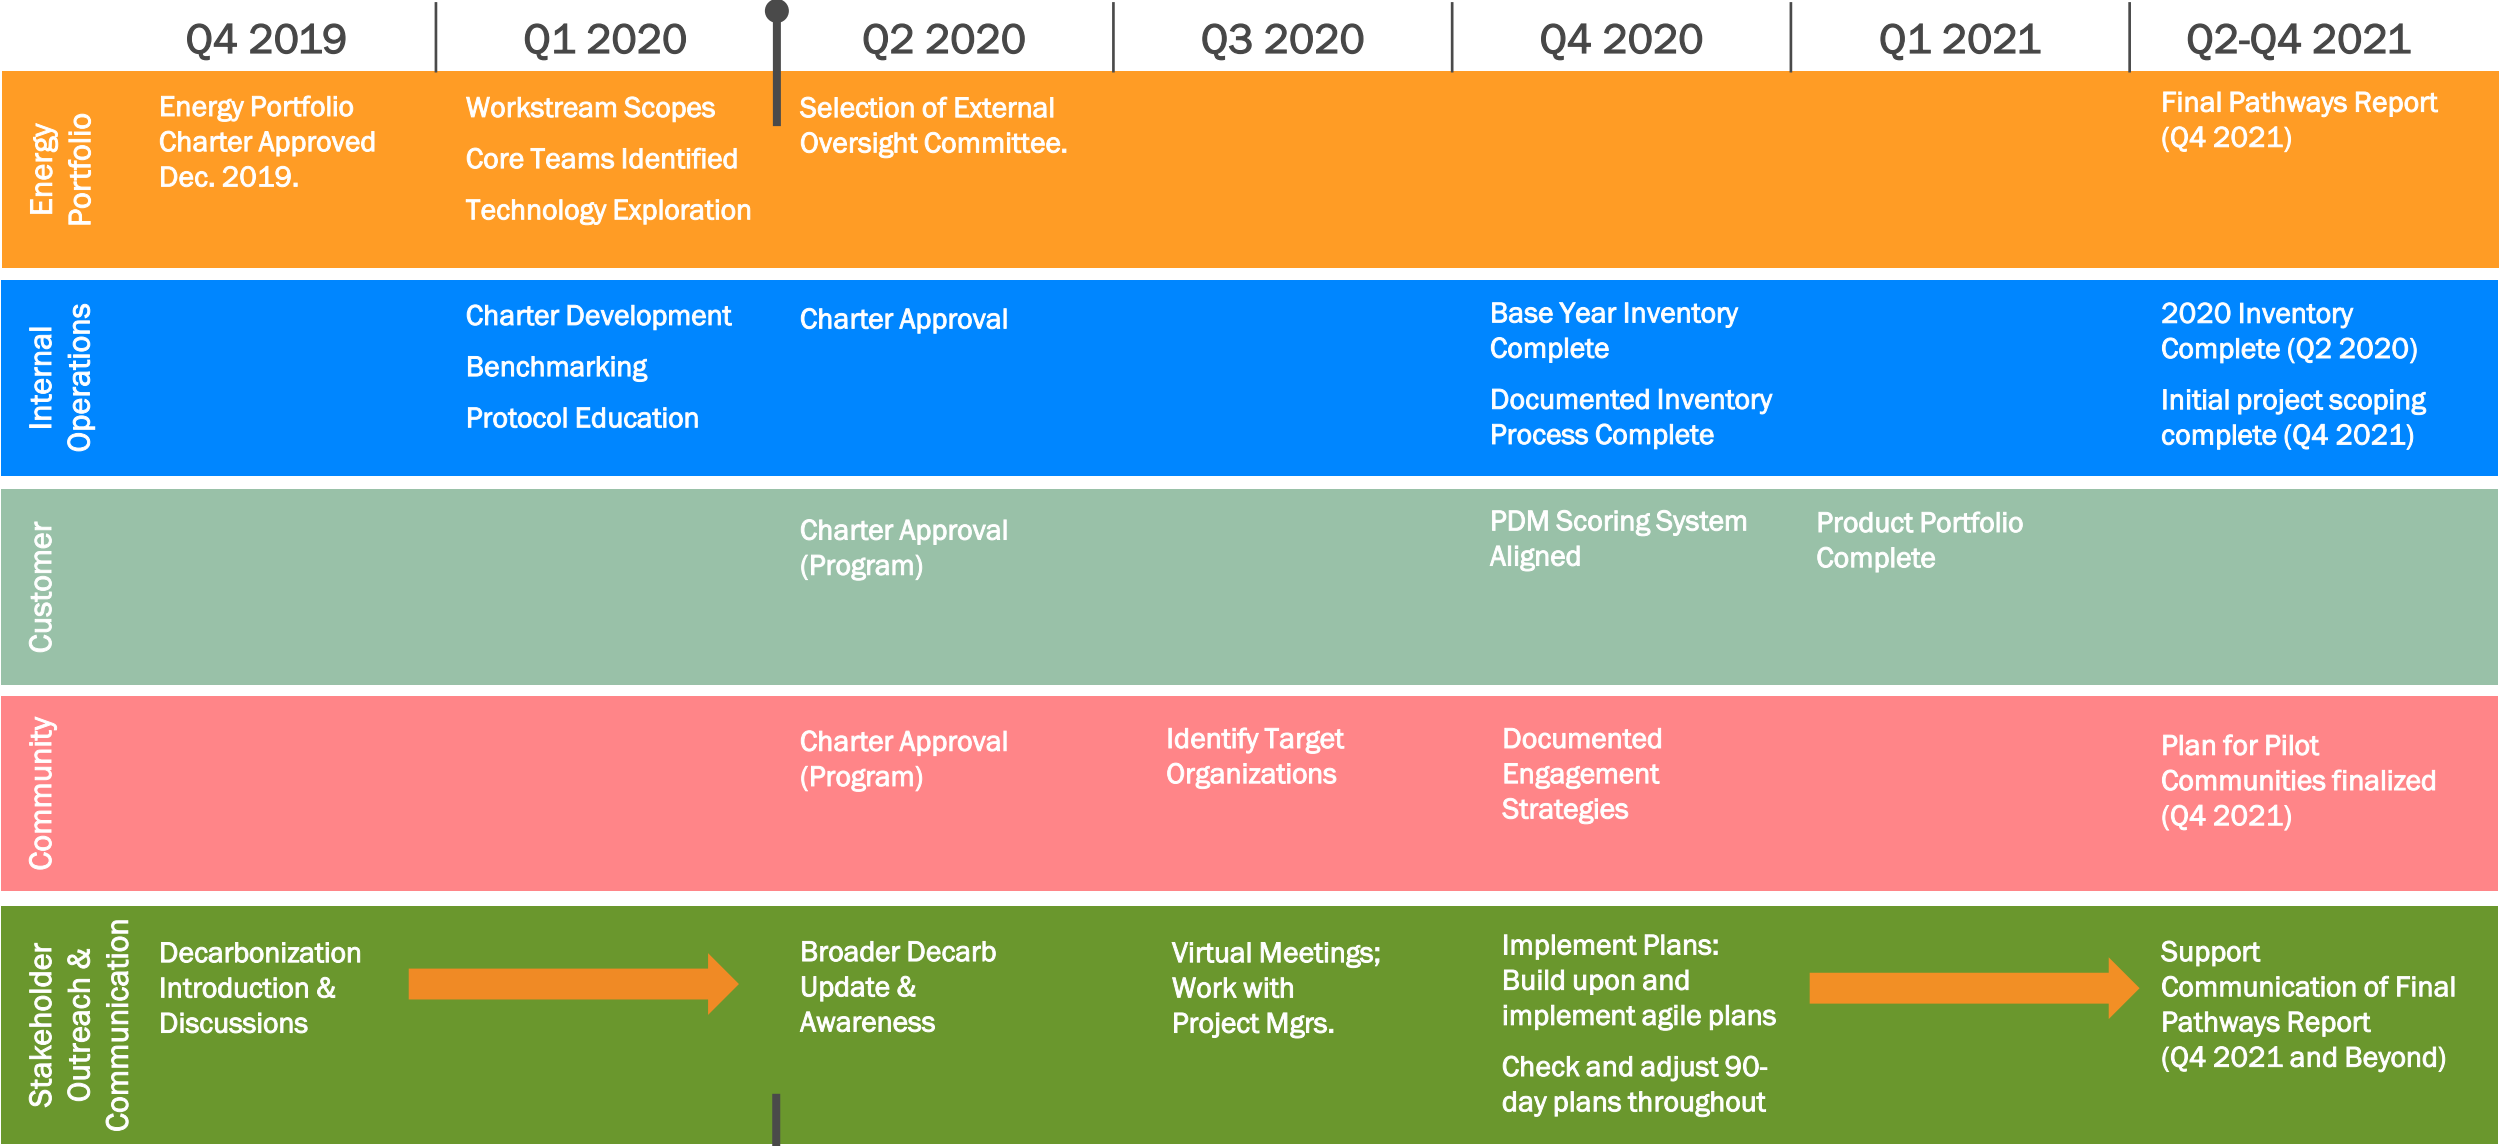 Q4 2019
Q1 2020
Q2 2020
Q3 2020
Q4 2020
Q1 2021
Q2-Q4 2021
Energy
Portfolio
Energy Portfolio
Charter Approved
Dec. 2019.
Workstream Scopes
Core Teams Identified
Technology Exploration
Selection of External
Oversight Committee.
Final Pathways Report
(Q4 2021)
Internal
Operations
Charter Development
Benchmarking
Protocol Education
Charter Approval
Base Year Inventory
Complete
Documented Inventory
Process Complete
2020 Inventory
Complete (Q2 2020)
Initial project scoping
complete (Q4 2021)
Customer
Charter Approval
(Program)
PDM Scoring System
Aligned
Product Portfolio
Complete
Community
Charter Approval
(Program)
Identify Target
Organizations
Documented
Engagement
Strategies
Plan for Pilot
Communities finalized
(Q4 2021)
Stakeholder
Outreach &
Communication
Decarbonization
Introduction &
Discussions
Broader Decarb
Update &
Awareness
Virtual Meetings;
Work with
Project Mgrs.
Implement Plans:
Build upon and
implement agile plans
Check and adjust 90-
day plans throughout
Support
Communication of Final
Pathways Report
(Q4 2021 and Beyond)